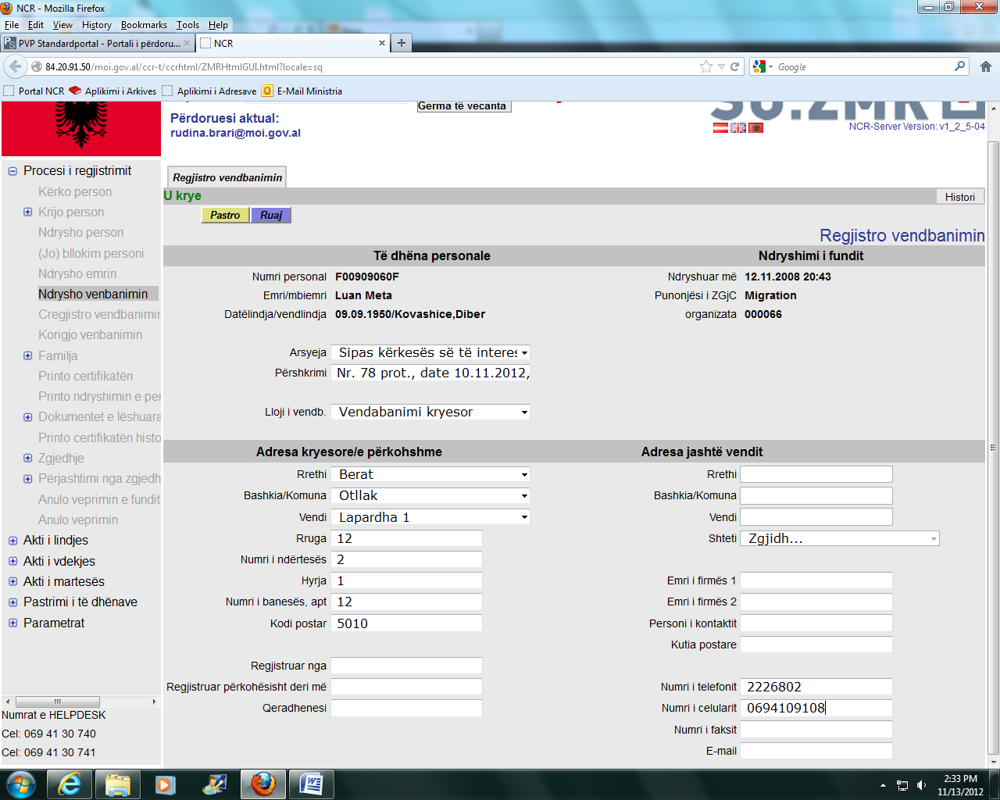 NCR - Mozilla Firefox
File Edit View History Bookmarks Tools Help
PVP Standardportal - Portali i përdoru...
NCR
84.20.91.50/moi.gov.al/ccr-t/ccrhtml/ZMRHtmlGUI.html?locale=sq
Google
Portal NCR Aplikimi i Arkives Aplikimi i Adresave E-Mail Ministria
Germa të vecanta
Përdoruesi aktual:
rudina.brari@moi.gov.al
SU.ZMR
NCR-Server Version: v1_2_5-04
Procesi i regjistrimit
Kërko person
Krijo person
Ndrysho person
(Jo) bllokim personi
Ndrysho emrin
Ndrysho venbanimin
Cregjistro vendbanimin
Korigjo venbanimin
Familja
Printo certifikatën
Printo ndryshimin e per
Dokumentet e lëshuara
Printo certifikatën histo
Zgjedhje
Përjashtimi nga zgjedh
Anulo veprimin e fundit
Anulo veprimin
Akti i lindjes
Akti i vdekjes
Akti i martesës
Pastrimi i të dhënave
Parametrat
Numrat e HELPDESK
Cel: 069 41 30 740
Cel: 069 41 30 741
Regjistro vendbanimin
U krye
Histori
Pastro Ruaj
Regjistro vendbanimin
Të dhëna personale
Ndryshimi i fundit
Numri personal F00909060F
Ndryshuar më 12.11.2008 20:43
Emri/mbiemri Luan Meta
Punonjësi i ZGjC Migration
Datëlindja/vendlindja 09.09.1950/Kovashice,Diber
organizata 000066
Arsyeja Sipas kërkesës së të interes
Përshkrimi Nr. 78 prot., date 10.11.2012,
Lloji i vendb. Vendabanimi kryesor
Adresa kryesore/e përkohshme
Adresa jashtë vendit
Rrethi Berat
Rrethi
Bashkia/Komuna Otllak
Bashkia/Komuna
Vendi Lapardha 1
Vendi
Rruga 12
Shteti Zgjidh...
Numri i ndërtesës 2
Hyrja 1
Emri i firmës 1
Numri i banesës, apt 12
Emri i firmës 2
Kodi postar 5010
Personi i kontaktit
Kutia postare
Regjistruar nga
Regjistruar përkohësisht deri më
Numri i telefonit 2226802
Qeradhenesi
Numri i celularit 0694109108
Numri i faksit
E-mail
2:33 PM
11/13/2012